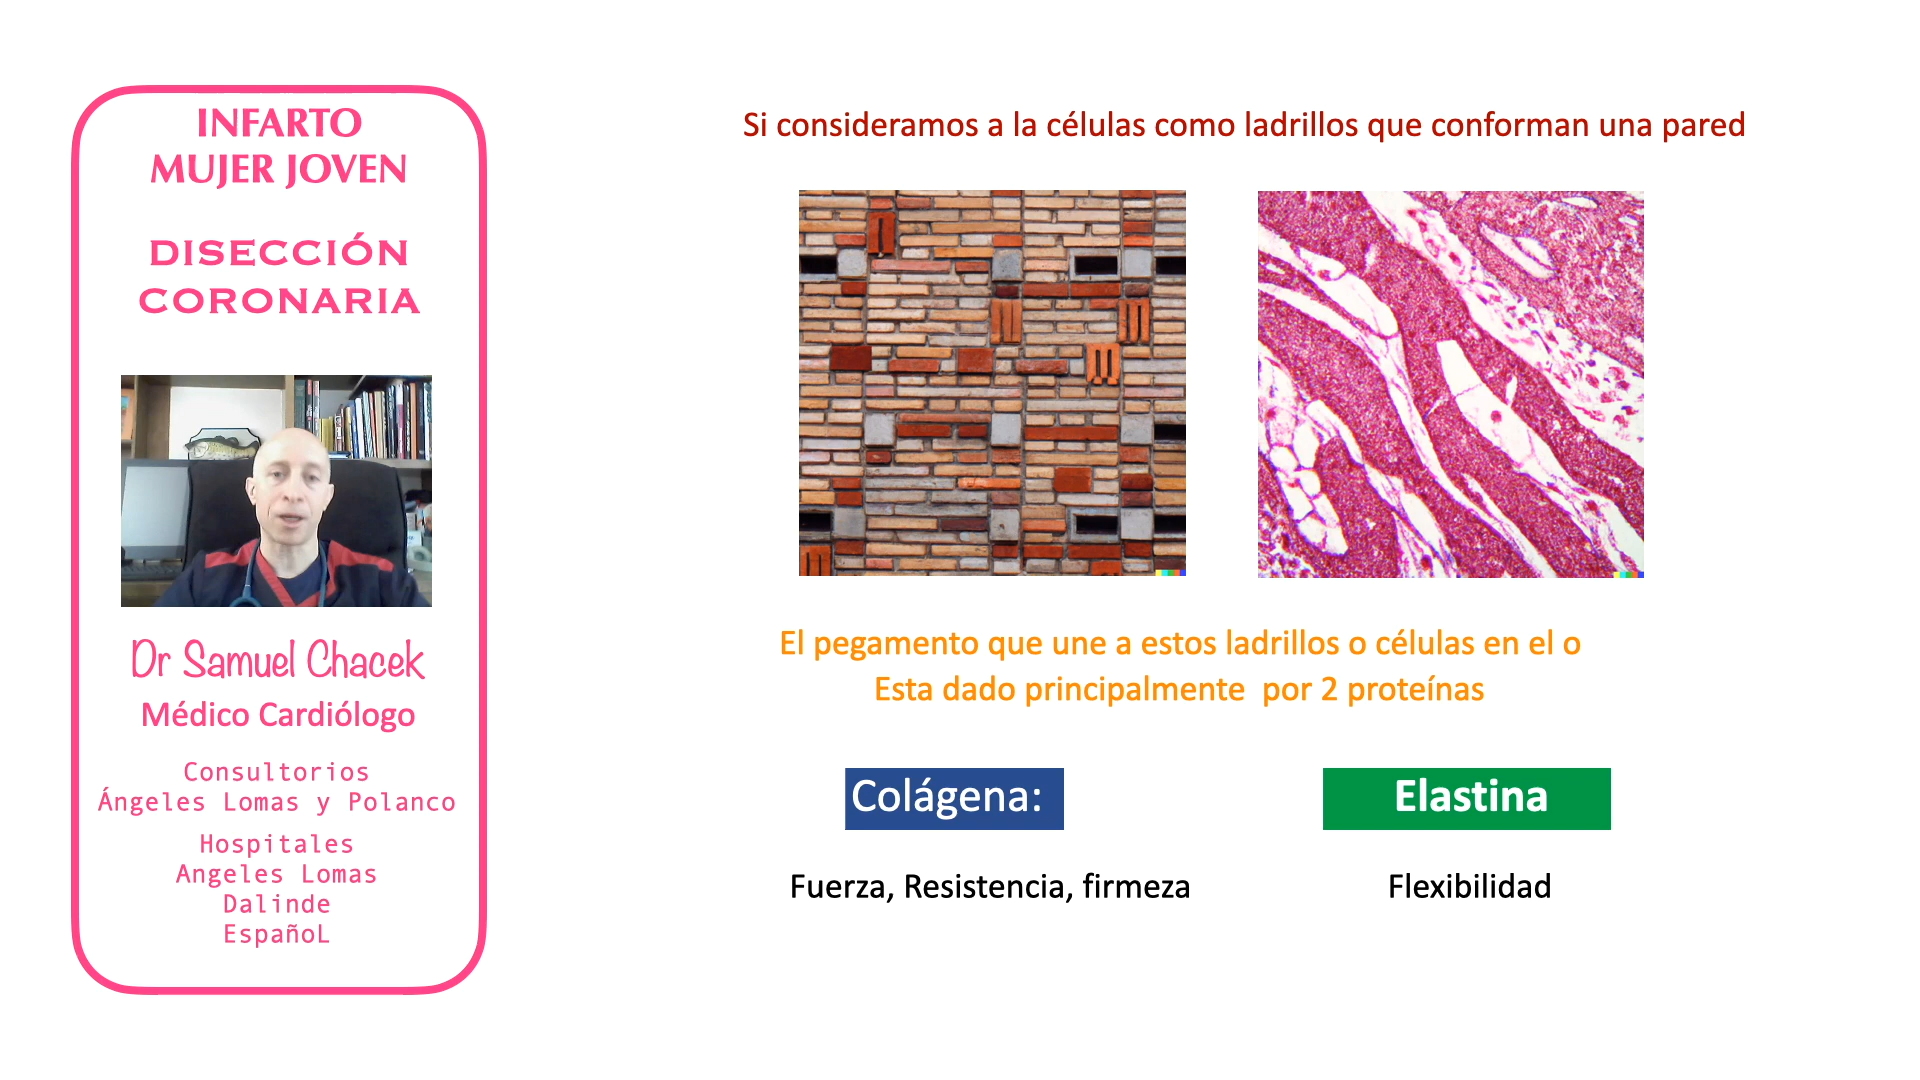 INFARTO
MUJER JOVEN
DISECCIÓN
CORONARIA
Dr Samuel Chacek
Médico Cardiólogo
Consultorios
Ángeles Lomas y Polanco
Hospitales
Angeles Lomas
Dalinde
EspañoL
Si consideramos a la células como ladrillos que conforman una pared
El pegamento que une a estos ladrillos o células en el o
Esta dado principalmente por 2 proteínas
Colágena:
Elastina
Fuerza, Resistencia, firmeza
Flexibilidad